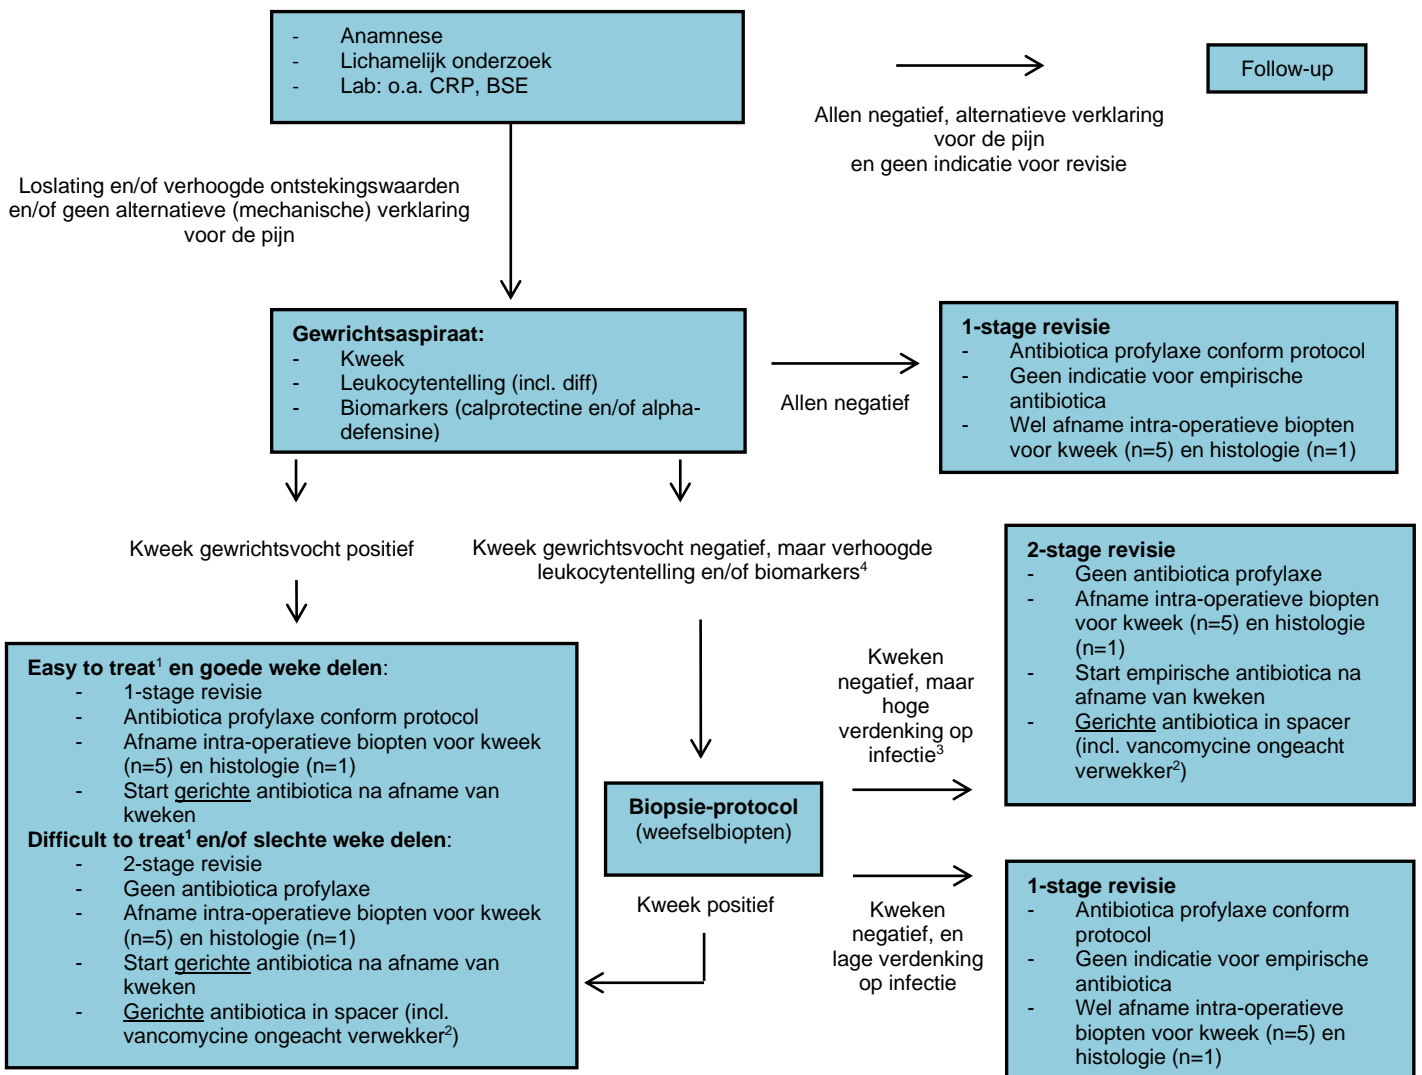 - Anamnese
- Lichamelijk onderzoek
- Lab: o.a. CRP, BSE
Follow-up
Allen negatief, alternatieve verklaring
voor de pijn
en geen indicatie voor revisie
Loslating en/of verhoogde ontstekingswaarden
en/of geen alternatieve (mechanische) verklaring
voor de pijn
Gewrichtsaspiraat:
- Kweek
- Leukocytentelling (incl. diff)
- Biomarkers (calprotectine en/of alpha-
defensine)
Allen negatief
1-stage revisie
- Antibiotica profylaxe conform protocol
- Geen indicatie voor empirische
antibiotica
- Wel afname intra-operatieve biopten
voor kweek (n=5) en histologie (n=1)
Kweek gewrichtsvocht positief
Kweek gewrichtsvocht negatief, maar verhoogde
leukocytentelling en/of biomarkers⁴
Easy to treat¹ en goede weke delen:
- 1-stage revisie
- Antibiotica profylaxe conform protocol
- Afname intra-operatieve biopten voor kweek
(n=5) en histologie (n=1)
- Start gerichte antibiotica na afname van
kweken
Difficult to treat¹ en/of slechte weke delen:
- 2-stage revisie
- Geen antibiotica profylaxe
- Afname intra-operatieve biopten voor kweek
(n=5) en histologie (n=1)
- Start gerichte antibiotica na afname van
kweken
- Gerichte antibiotica in spacer (incl.
vancomycine ongeacht verwekker²)
Biopsie-protocol
(weefselbiopten)
Kweek positief
Kweken
negatief, maar
hoge
verdenking op
infectie³
2-stage revisie
- Geen antibiotica profylaxe
- Afname intra-operatieve biopten
voor kweek (n=5) en histologie
(n=1)
- Start empirische antibiotica na
afname van kweken
- Gerichte antibiotica in spacer
(incl. vancomycine ongeacht
verwekker²)
Kweken
negatief, en
lage verdenking
op infectie
1-stage revisie
- Antibiotica profylaxe conform
protocol
- Geen indicatie voor empirische
antibiotica
- Wel afname intra-operatieve
biopten voor kweek (n=5) en
histologie (n=1)